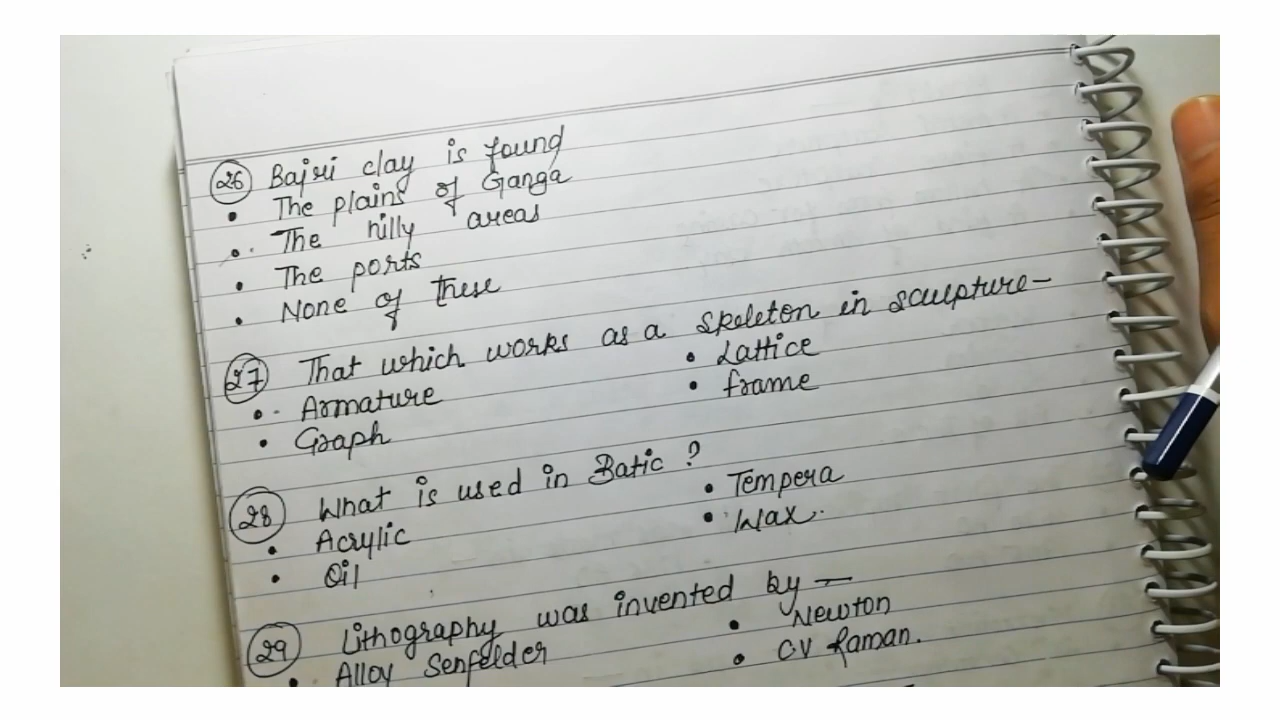 26 Bajri clay is found
• The plains of Ganga
• The hilly areas
• The ports
• None of these
27 That which works as a skeleton in sculpture-
• Armature • Lattice
• Graph • frame
28 What is used in Batic ?
• Acrylic • Tempera
• Oil • Wax.
29 Lithography was invented by -
• Alloy Senfelder • Newton
• C.V Raman.